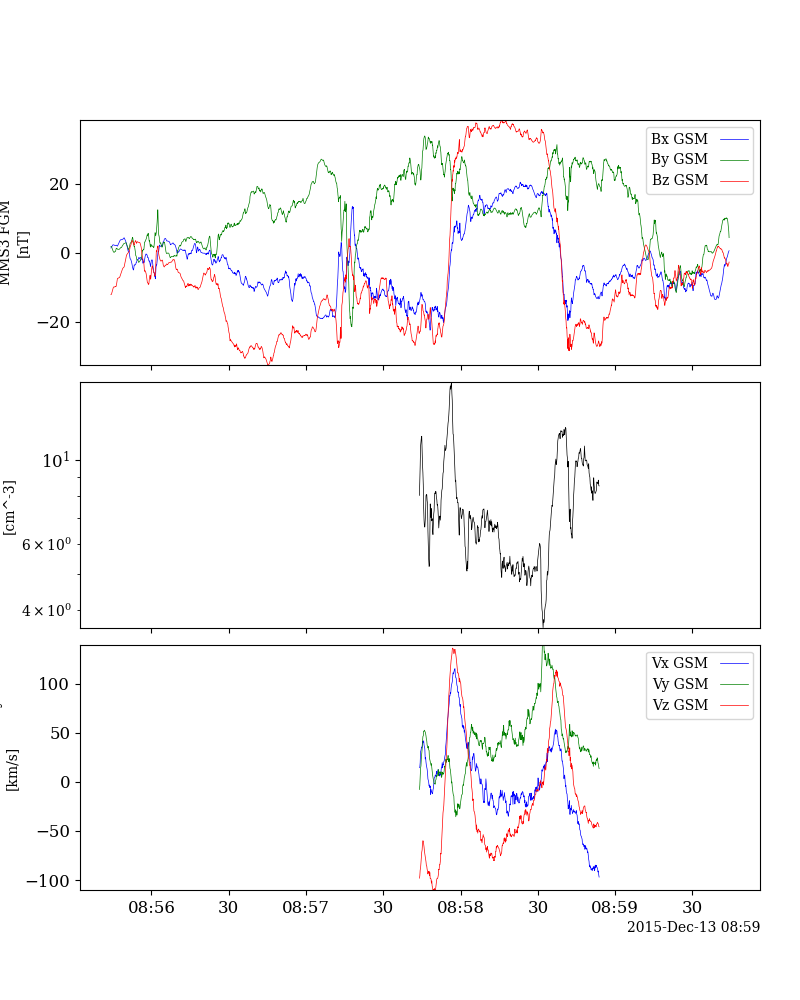 MMS3 FGM
[nT]
20
0
−20
Bx GSM
By GSM
Bz GSM
[cm^-3]
10¹
6 × 10⁰
4 × 10⁰
[km/s]
100
50
0
−50
−100
Vx GSM
Vy GSM
Vz GSM
08:56 30 08:57 30 08:58 30 08:59 30
2015-Dec-13 08:59